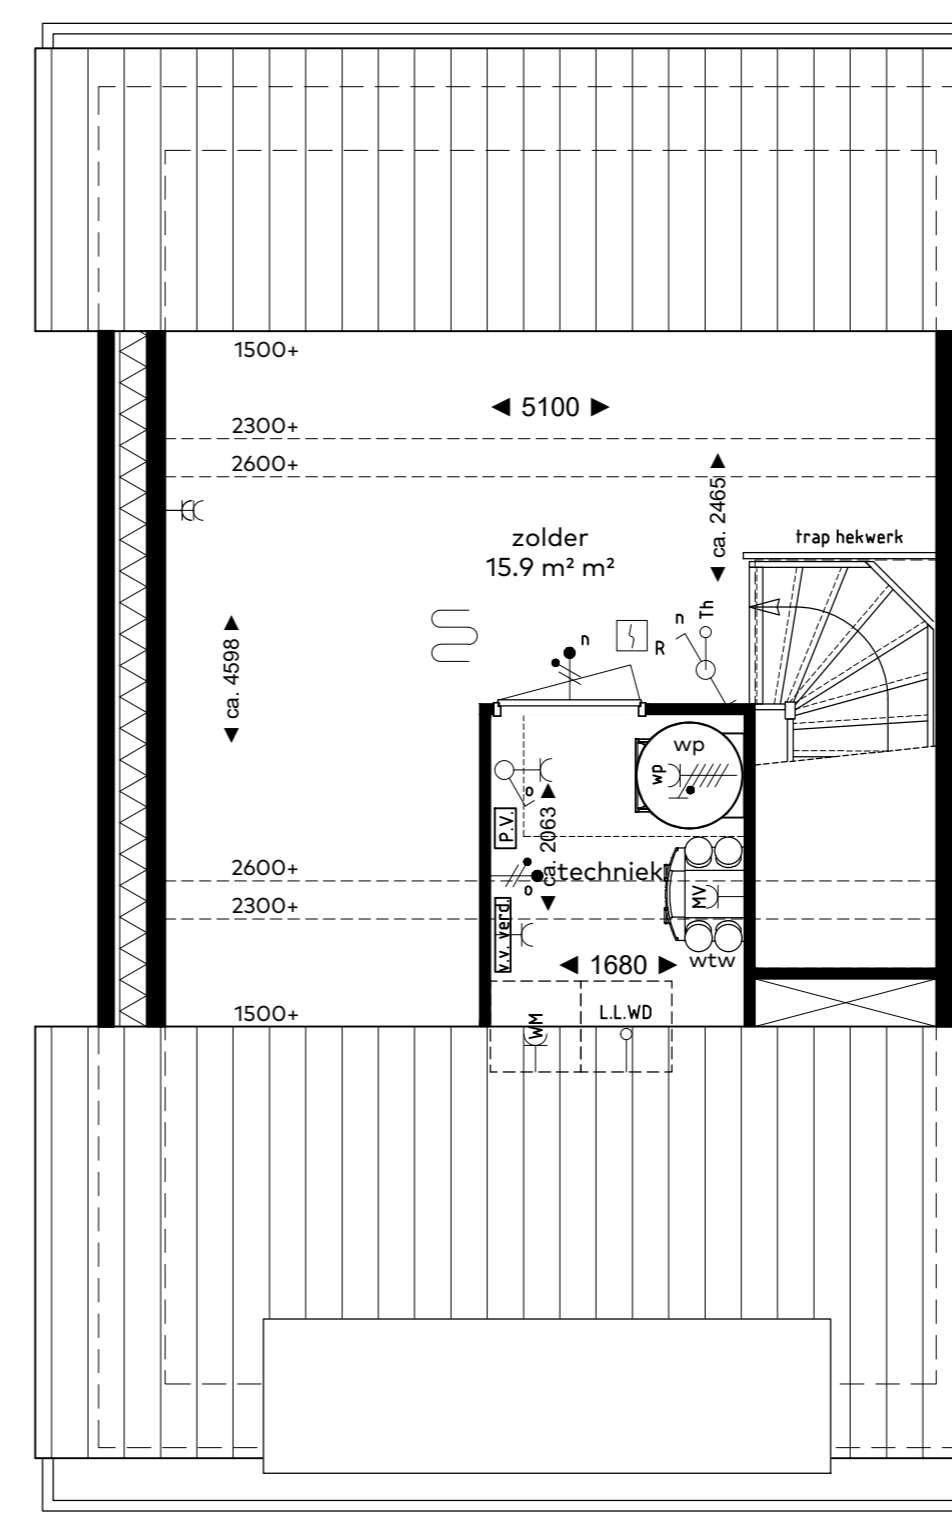 1500+
5100
2300+
2600+
ca. 2465
zolder
15.9 m² m²
trap hekwerk
ca. 4598
n
R
n
Th
wp
wp
o
P.V.
ca. 2063
2600+
techniek
o
2300+
v.v. verd.
MV
wtw
1680
1500+
WM
L.L.WD